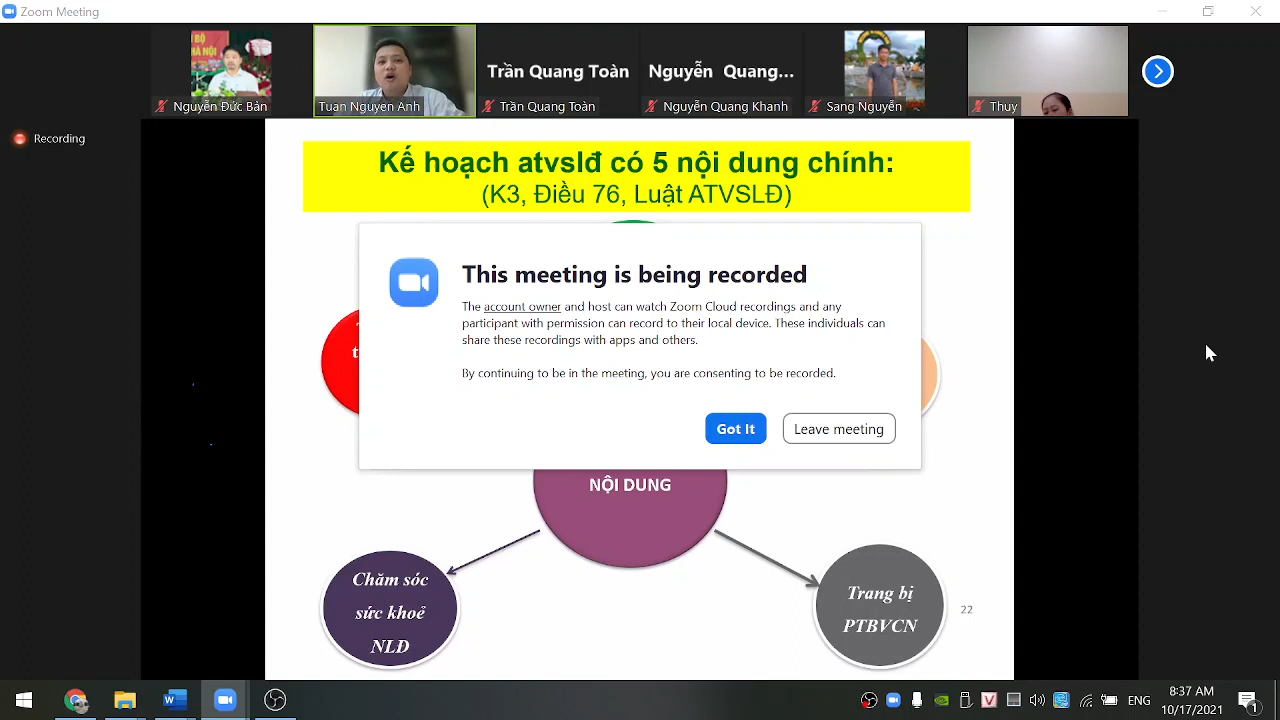 Zoom Meeting
BỘ
HÀ NỘI
Trần Quang Toàn
Nguyễn Quang...
Nguyễn Đức Bản
Tuan Nguyen Anh
Trần Quang Toàn
Nguyễn Quang Khanh
Sang Nguyễn
Thuy
Recording
Kế hoạch atvslđ có 5 nội dung chính:
(K3, Điều 76, Luật ATVSLĐ)
This meeting is being recorded
The account owner and host can watch Zoom Cloud recordings and any
participant with permission can record to their local device. These individuals can
share these recordings with apps and others.
By continuing to be in the meeting, you are consenting to be recorded.
Got It
Leave meeting
t
NỘI DUNG
Chăm sóc
sức khoẻ
NLĐ
Trang bị
PTBVCN
22
ENG
8:37 AM
10/17/2021
1